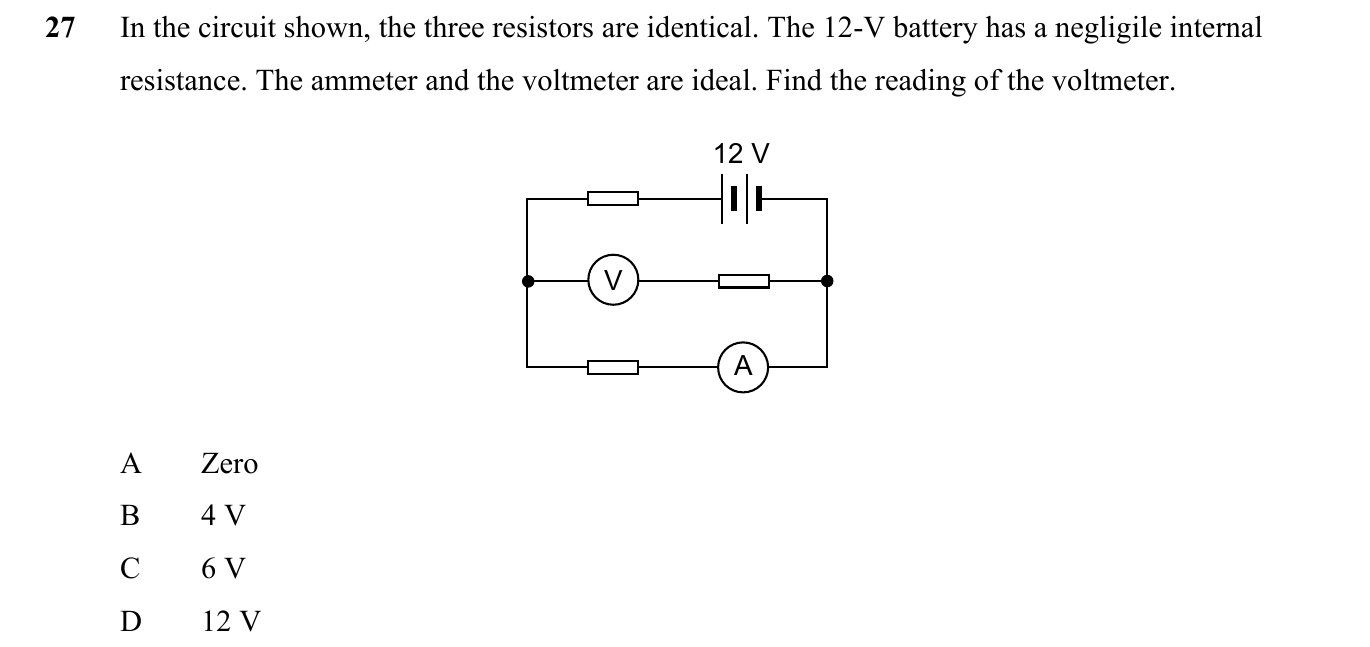 27 In the circuit shown, the three resistors are identical. The 12-V battery has a negligile internal
resistance. The ammeter and the voltmeter are ideal. Find the reading of the voltmeter.
12 V
V
A
A Zero
B 4 V
C 6 V
D 12 V